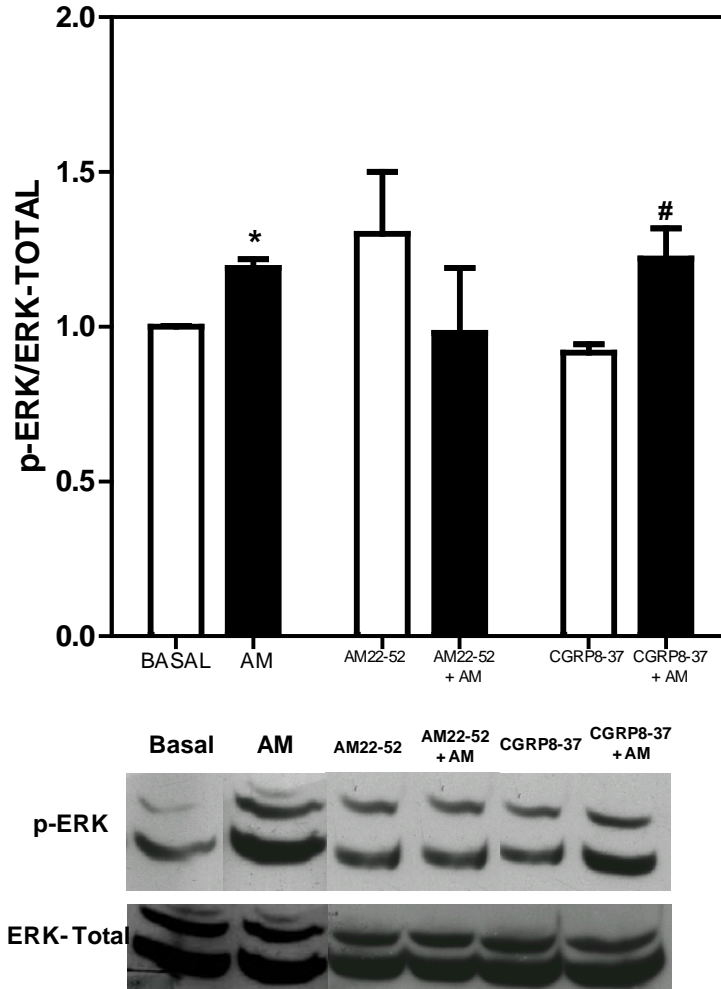 2.0
1.5
1.0
0.5
0.0
p-ERK/ERK-TOTAL
*
#
BASAL
AM
AM22-52
AM22-52
+ AM
CGRP8-37
CGRP8-37
+ AM
Basal
AM
AM22-52
AM22-52
+ AM
CGRP8-37
CGRP8-37
+ AM
p-ERK
ERK-Total